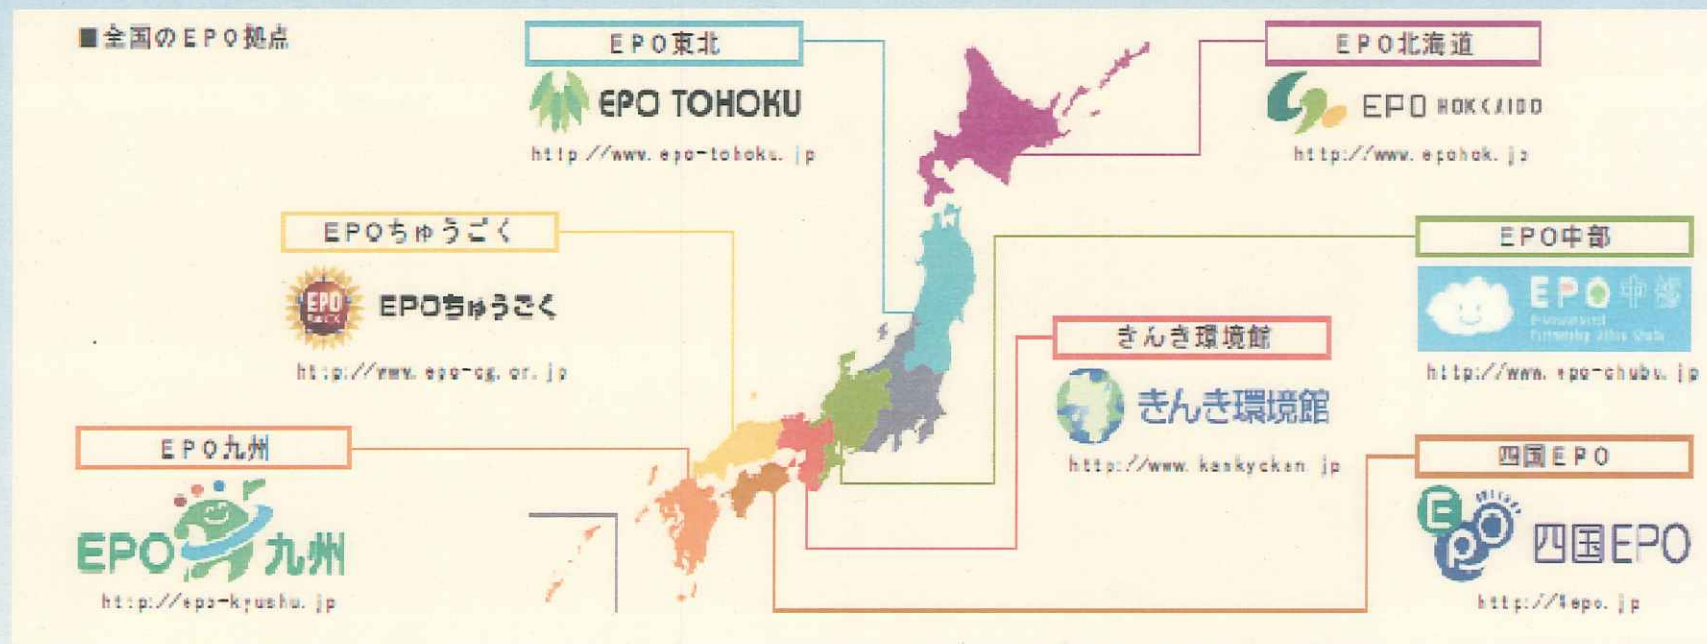 ■全国のEPO拠点
EPO東北
EPO TOHOKU
http://www.epo-tohoku.jp
EPO北海道
EPO HOKKAIDO
http://www.epohok.jp
EPOちゅうごく
EPO
EPOちゅうごく
http://www.epo-cg.or.jp
EPO中部
EPO中部
http://www.epo-chubu.jp
きんき環境館
きんき環境館
http://www.kankyokan.jp
EPO九州
EPO九州
http://epo-kyushu.jp
四国EPO
EPO
四国EPO
http://4epo.jp